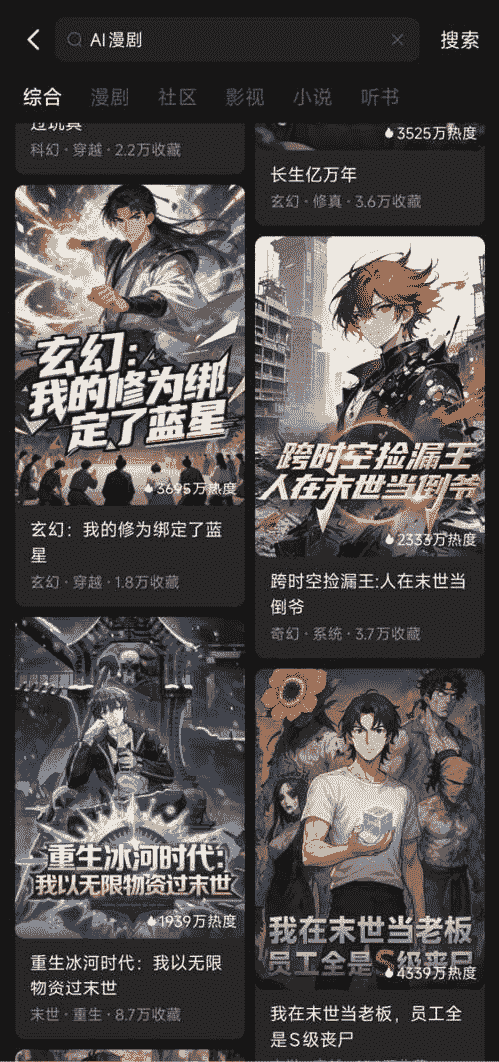 AI漫剧
搜索
综合 漫剧 社区 影视 小说 听书
科幻·穿越·2.2万收藏
3525万热度
长生亿万年
玄幻·修真·3.6万收藏
玄幻：
我的修为绑
定了蓝星
3695万热度
玄幻：我的修为绑定了蓝
星
玄幻·穿越·1.8万收藏
跨时空捡漏王
人在末世当倒爷
2333万热度
跨时空捡漏王:人在末世当
倒爷
奇幻·系统·3.7万收藏
重生冰河时代：
我以无限物资过末世
1939万热度
重生冰河时代：我以无限
物资过末世
末世·重生·8.7万收藏
我在末世当老板
员工全是S级丧尸
4339万热度
我在末世当老板，员工全
是S级丧尸